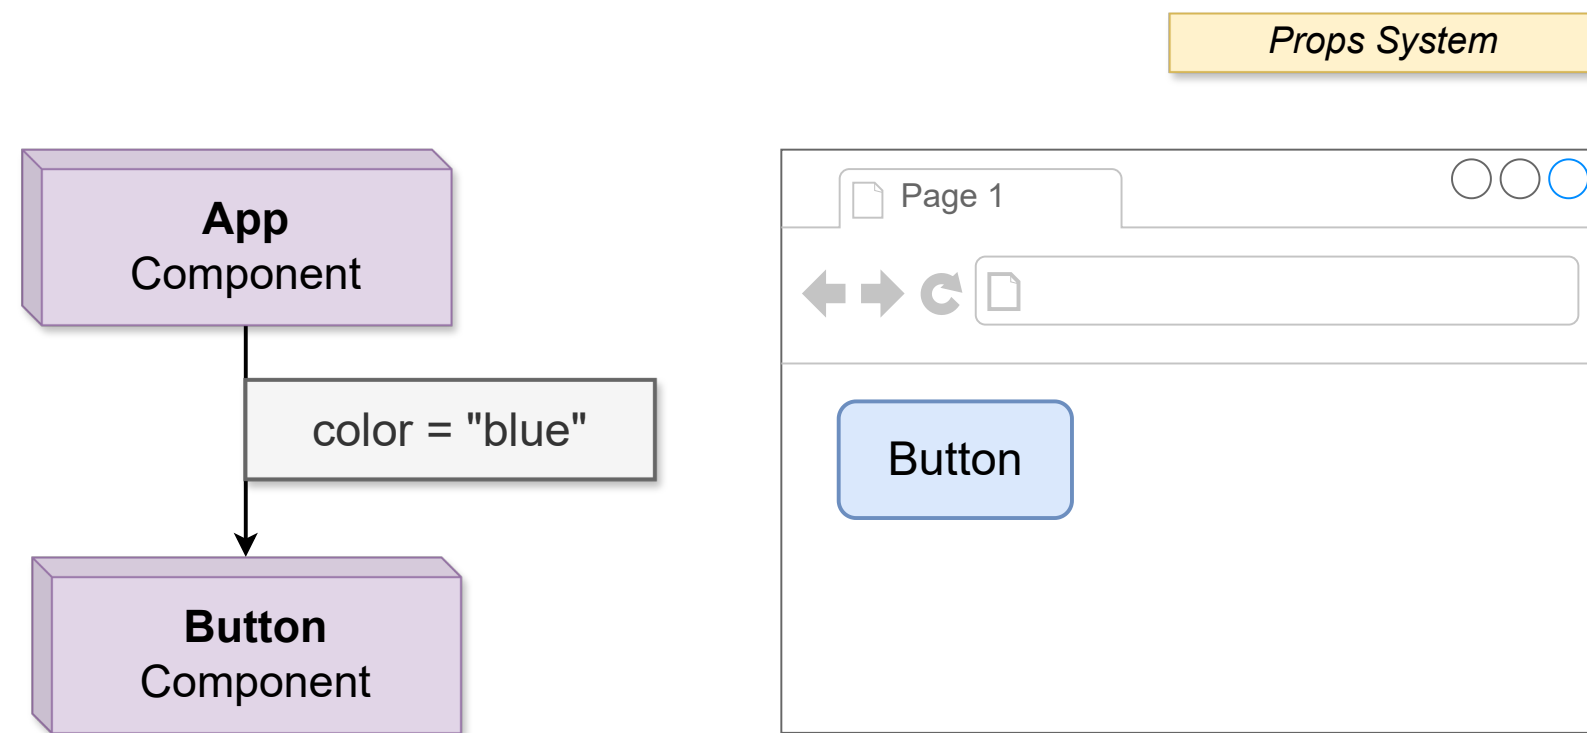 Props System
App
Component
color = "blue"
Button
Component
Page 1
Button